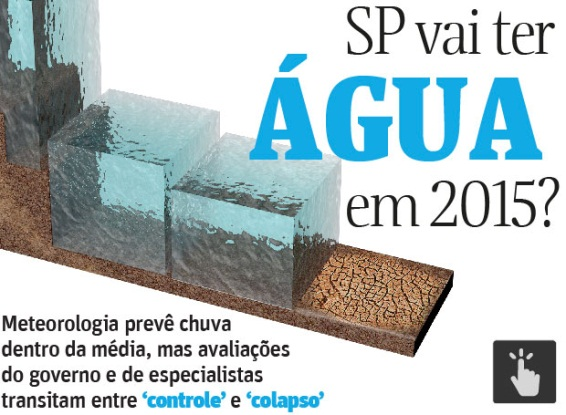 SP vai ter
ÁGUA
em 2015?
Meteorologia prevê chuva
dentro da média, mas avaliações
do governo e de especialistas
transitam entre ‘controle’ e ‘colapso’